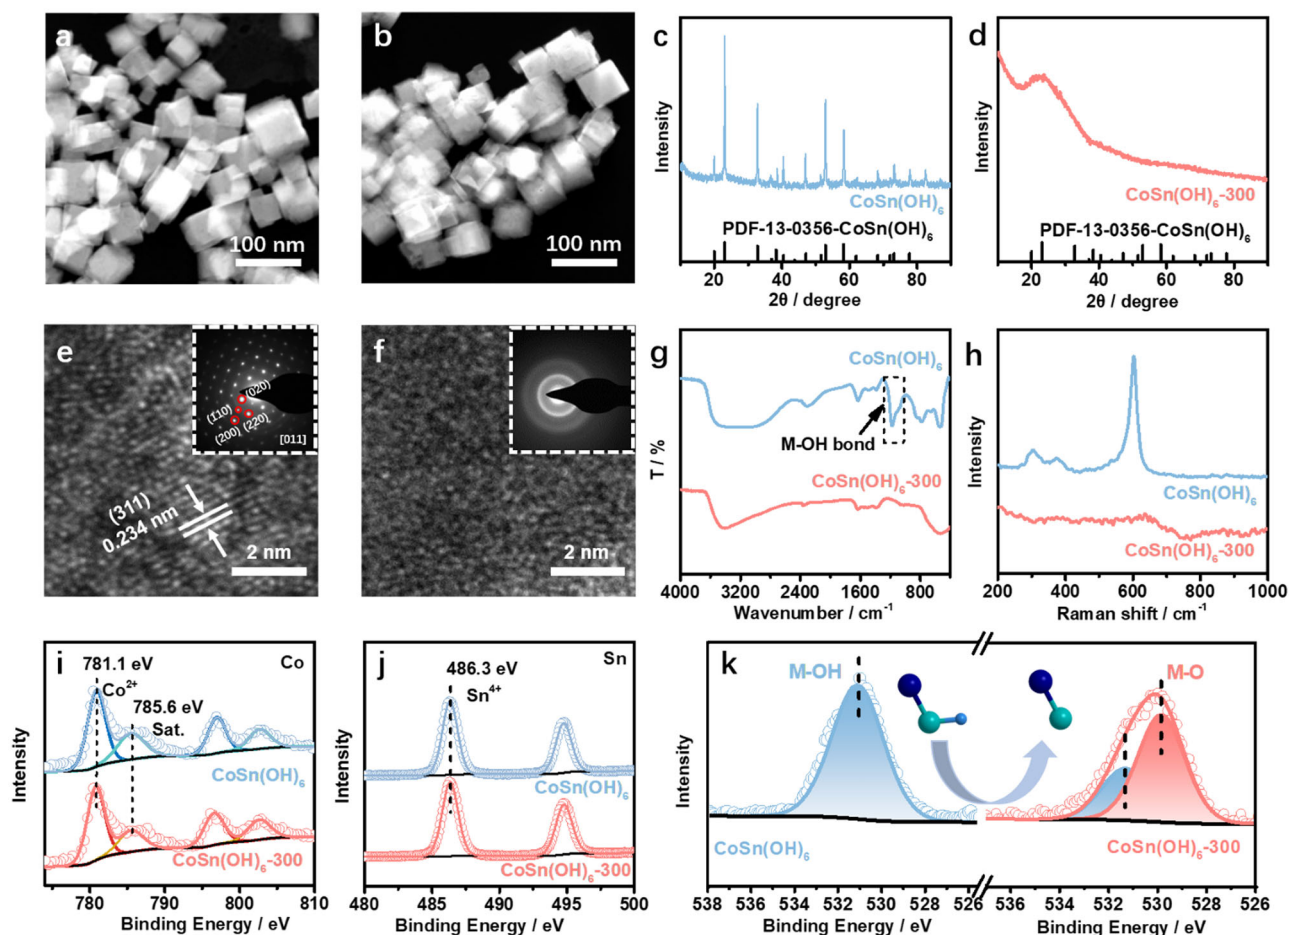 a
100 nm
b
100 nm
c
Intensity
CoSn(OH)6
PDF-13-0356-CoSn(OH)6
20 40 60 80
2θ / degree
d
Intensity
CoSn(OH)6-300
PDF-13-0356-CoSn(OH)6
20 40 60 80
2θ / degree
e
(020)
(110)
(200) (220)
[011]
(311)
0.234 nm
2 nm
f
2 nm
g
CoSn(OH)6
M-OH bond
T / %
CoSn(OH)6-300
4000 3200 2400 1600 800
Wavenumber / cm-1
h
Intensity
CoSn(OH)6
CoSn(OH)6-300
200 400 600 800 1000
Raman shift / cm-1
i
781.1 eV
Co
Co2+
785.6 eV
Sat.
Intensity
CoSn(OH)6
CoSn(OH)6-300
780 790 800 810
Binding Energy / eV
j
486.3 eV
Sn
Sn4+
Intensity
CoSn(OH)6
CoSn(OH)6-300
480 485 490 495 500
Binding Energy / eV
k
M-OH
M-O
Intensity
CoSn(OH)6
CoSn(OH)6-300
538 536 534 532 530 528 526
536 534 532 530 528 526
Binding Energy / eV
Binding Energy / eV